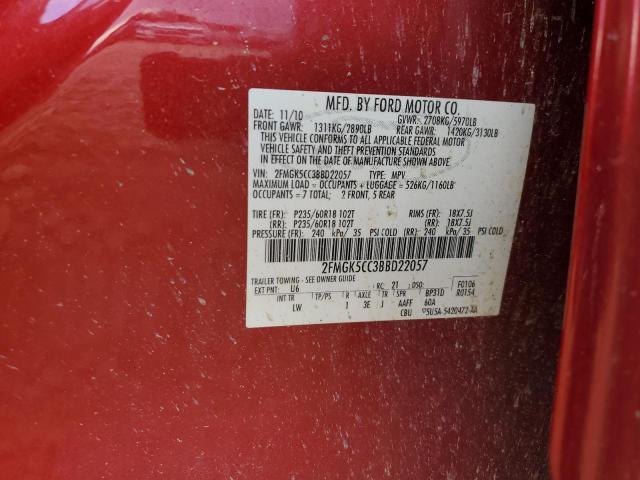 MFD. BY FORD MOTOR CO.
DATE: 11/10 GVWR: 2708KG/5970LB
FRONT GAWR: 1311KG/2890LB REAR GAWR: 1420KG/3130LB
THIS VEHICLE CONFORMS TO ALL APPLICABLE FEDERAL MOTOR
VEHICLE SAFETY AND THEFT PREVENTION STANDARDS
IN EFFECT ON THE DATE OF MANUFACTURE SHOWN ABOVE.
VIN: 2FMGK5CC3BBD22057 TYPE: MPV
MAXIMUM LOAD = OCCUPANTS + LUGGAGE = 526KG/1160LB
OCCUPANTS = 7 TOTAL; 2 FRONT, 5 REAR
TIRE (FR): P235/60R18 102T RIMS (FR): 18X7.5J
(RR): P235/60R18 102T (RR): 18X7.5J
PRESSURE (FR): 240 kPa/ 35 PSI COLD (RR): 240 kPa/ 35 PSI COLD
2FMGK5CC3BBD22057
TRAILER TOWING - SEE OWNER GUIDE
EXT PNT: U6 RC: 21 DSO: F0106
INT TR TP/PS R AXLE TR SPR BP31D R0154
LW 1 3E J AAFF 60A
CBU 5U5A-5420472-AA